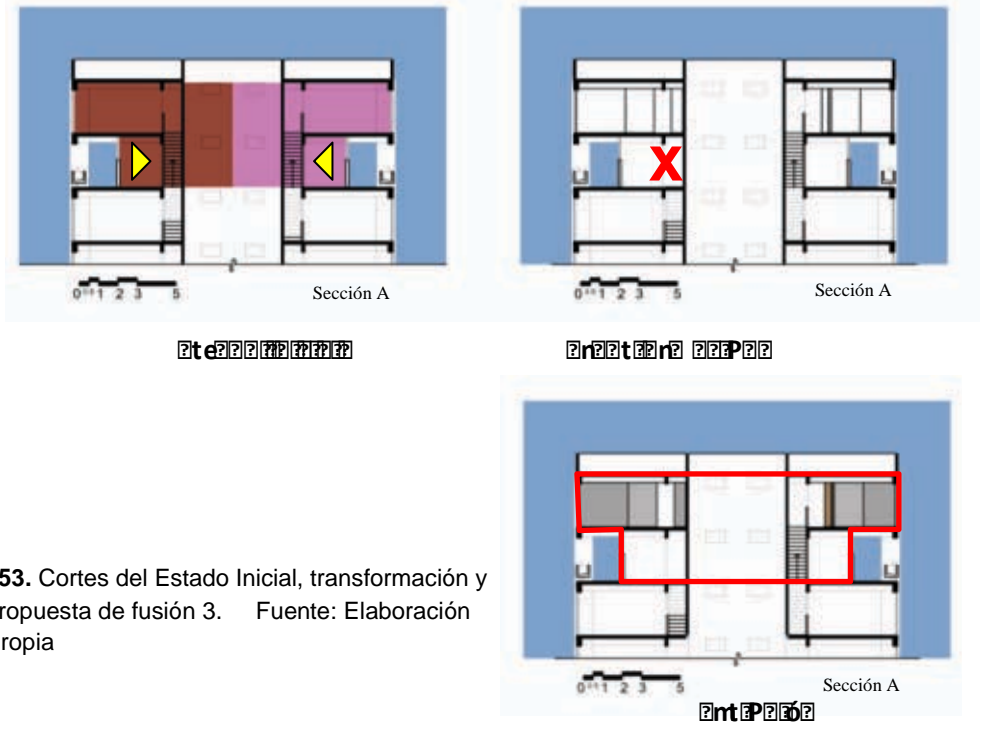 Sección A
Sección A
X
0 1 2 3 5
0 1 2 3 5
53. Cortes del Estado Inicial, transformación y
ropuesta de fusión 3. Fuente: Elaboración
ropia
Sección A
0 1 2 3 5